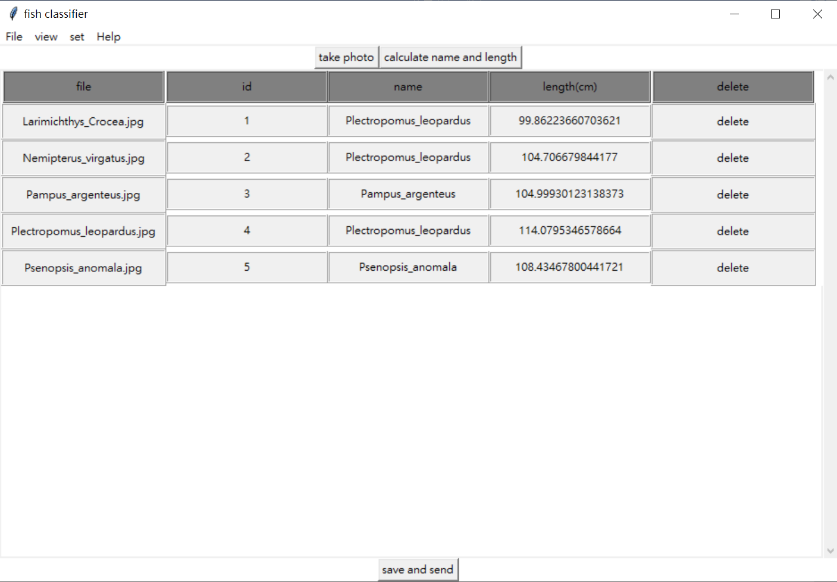 fish classifier
File view set Help
take photo calculate name and length
file id name length(cm) delete
Larimichthys_Crocea.jpg 1 Plectropomus_leopardus 99.86223660703621 delete
Nemipterus_virgatus.jpg 2 Plectropomus_leopardus 104.706679844177 delete
Pampus_argenteus.jpg 3 Pampus_argenteus 104.99930123138373 delete
Plectropomus_leopardus.jpg 4 Plectropomus_leopardus 114.0795346578664 delete
Psenopsis_anomala.jpg 5 Psenopsis_anomala 108.43467800441721 delete
save and send